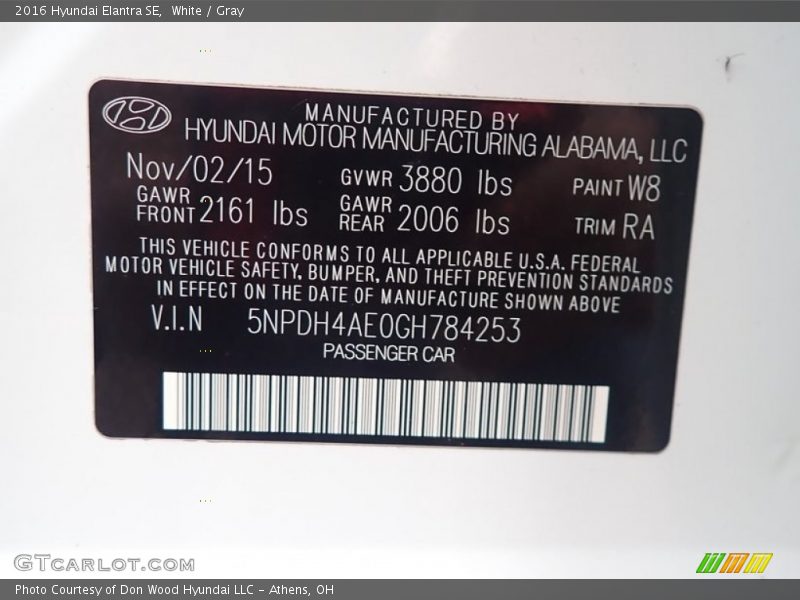 2016 Hyundai Elantra SE,  White / Gray
MANUFACTURED BY
HYUNDAI MOTOR MANUFACTURING ALABAMA, LLC
Nov/02/15 GVWR 3880 lbs PAINT W8
GAWR FRONT 2161 lbs GAWR REAR 2006 lbs TRIM RA
THIS VEHICLE CONFORMS TO ALL APPLICABLE U.S.A. FEDERAL
MOTOR VEHICLE SAFETY, BUMPER, AND THEFT PREVENTION STANDARDS
IN EFFECT ON THE DATE OF MANUFACTURE SHOWN ABOVE
V.I.N 5NPDH4AE0GH784253
PASSENGER CAR
GTCARLOT.COM
Photo Courtesy of Don Wood Hyundai LLC - Athens, OH